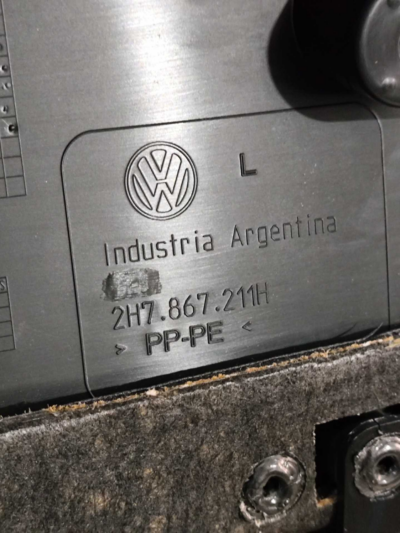 L
Industria Argentina
2H7.867.211H
> PP-PE <